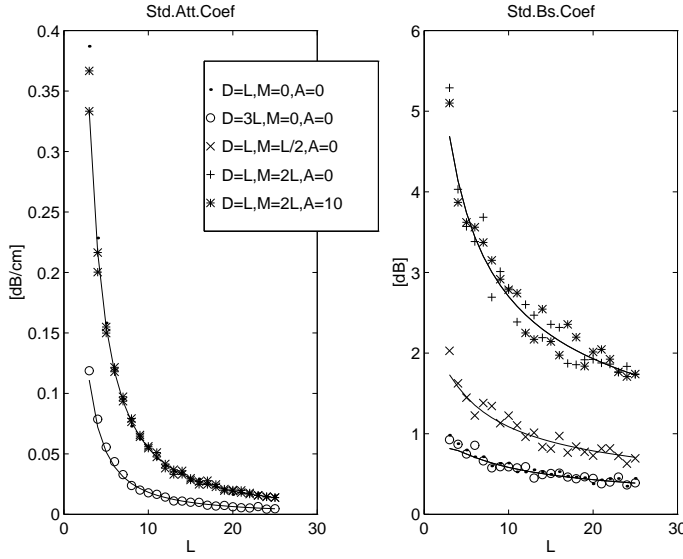 Std.Att.Coef
0.4
0.35
0.3
0.25
0.2
0.15
0.1
0.05
0
[dB/cm]
0
10
20
30
L
D=L,M=0,A=0
D=3L,M=0,A=0
D=L,M=L/2,A=0
D=L,M=2L,A=0
D=L,M=2L,A=10
Std.Bs.Coef
6
5
4
3
2
1
0
[dB]
0
10
20
30
L